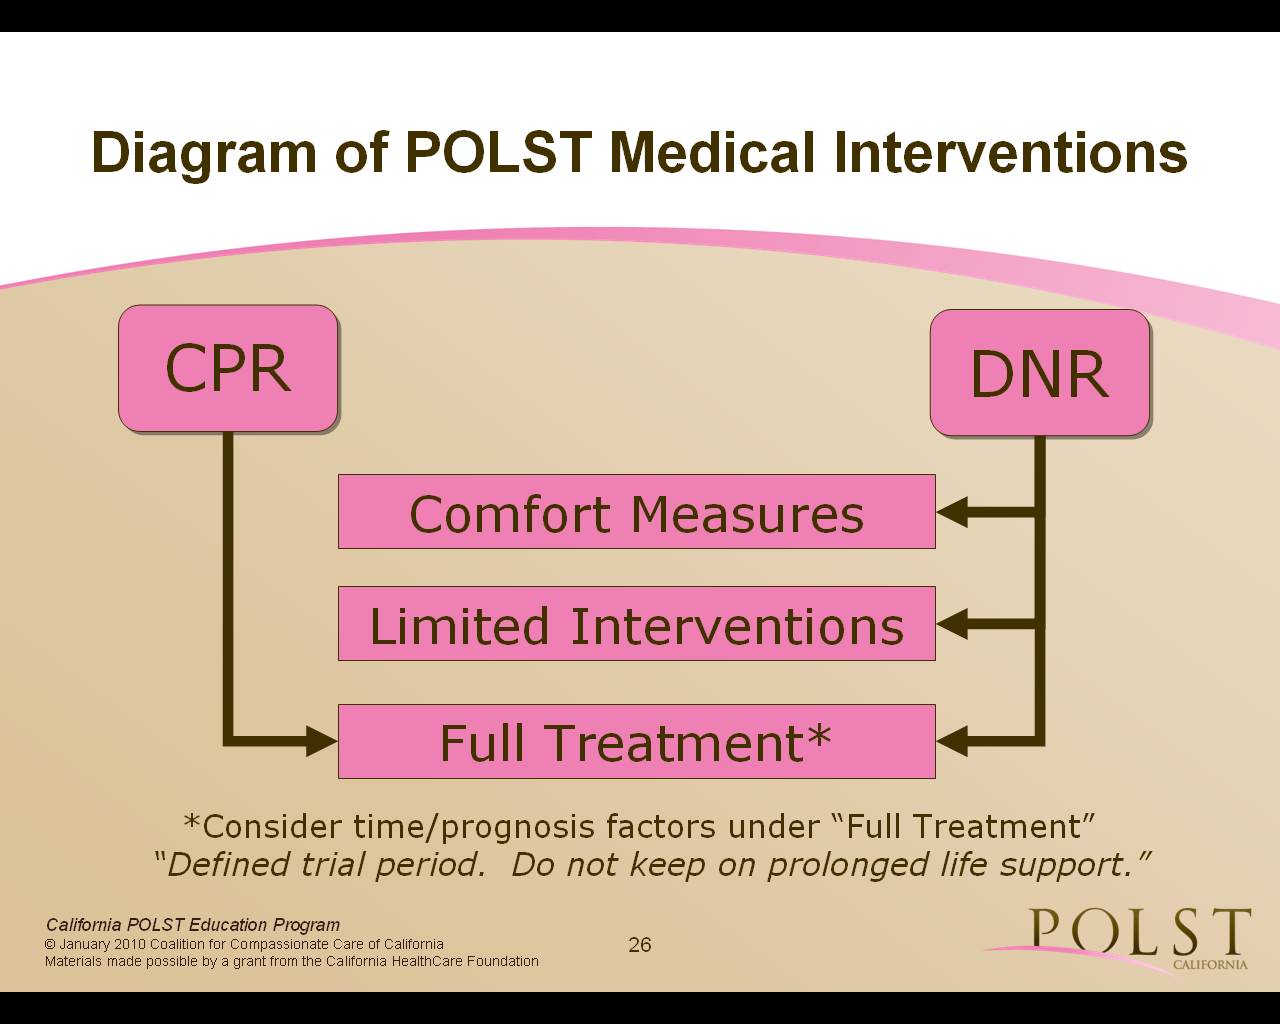 Diagram of POLST Medical Interventions
CPR
DNR
Comfort Measures
Limited Interventions
Full Treatment*
*Consider time/prognosis factors under “Full Treatment”
“Defined trial period.  Do not keep on prolonged life support.”
California POLST Education Program
© January 2010 Coalition for Compassionate Care of California
Materials made possible by a grant from the California HealthCare Foundation
26
POLST
CALIFORNIA